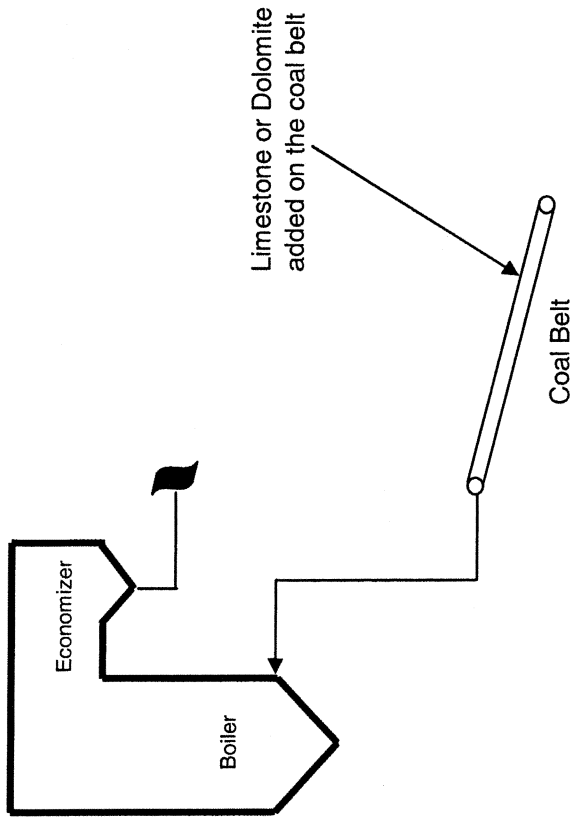 Economizer
Boiler
Limestone or Dolomite
added on the coal belt
Coal Belt